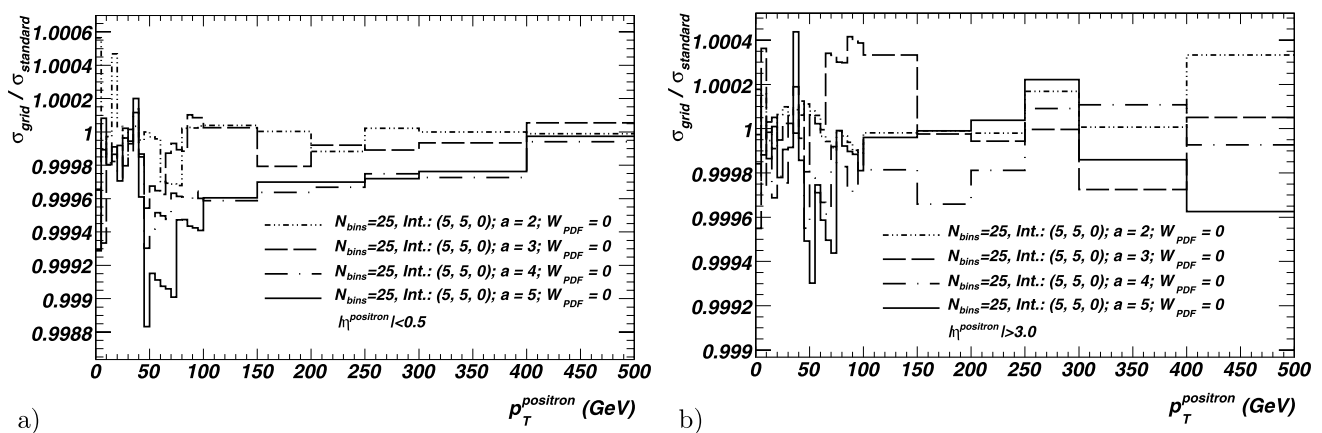 σ_grid / σ_standard
1.0006
1.0004
1.0002
1
0.9998
0.9996
0.9994
0.9992
0.999
0.9988
N_bins=25, Int.: (5, 5, 0); a = 2; W_PDF = 0
N_bins=25, Int.: (5, 5, 0); a = 3; W_PDF = 0
N_bins=25, Int.: (5, 5, 0); a = 4; W_PDF = 0
N_bins=25, Int.: (5, 5, 0); a = 5; W_PDF = 0
|η^positron|<0.5
0 50 100 150 200 250 300 350 400 450 500
p_T^positron (GeV)
a)
σ_grid / σ_standard
1.0004
1.0002
1
0.9998
0.9996
0.9994
0.9992
0.999
N_bins=25, Int.: (5, 5, 0); a = 2; W_PDF = 0
N_bins=25, Int.: (5, 5, 0); a = 3; W_PDF = 0
N_bins=25, Int.: (5, 5, 0); a = 4; W_PDF = 0
N_bins=25, Int.: (5, 5, 0); a = 5; W_PDF = 0
|η^positron|>3.0
0 50 100 150 200 250 300 350 400 450 500
p_T^positron (GeV)
b)